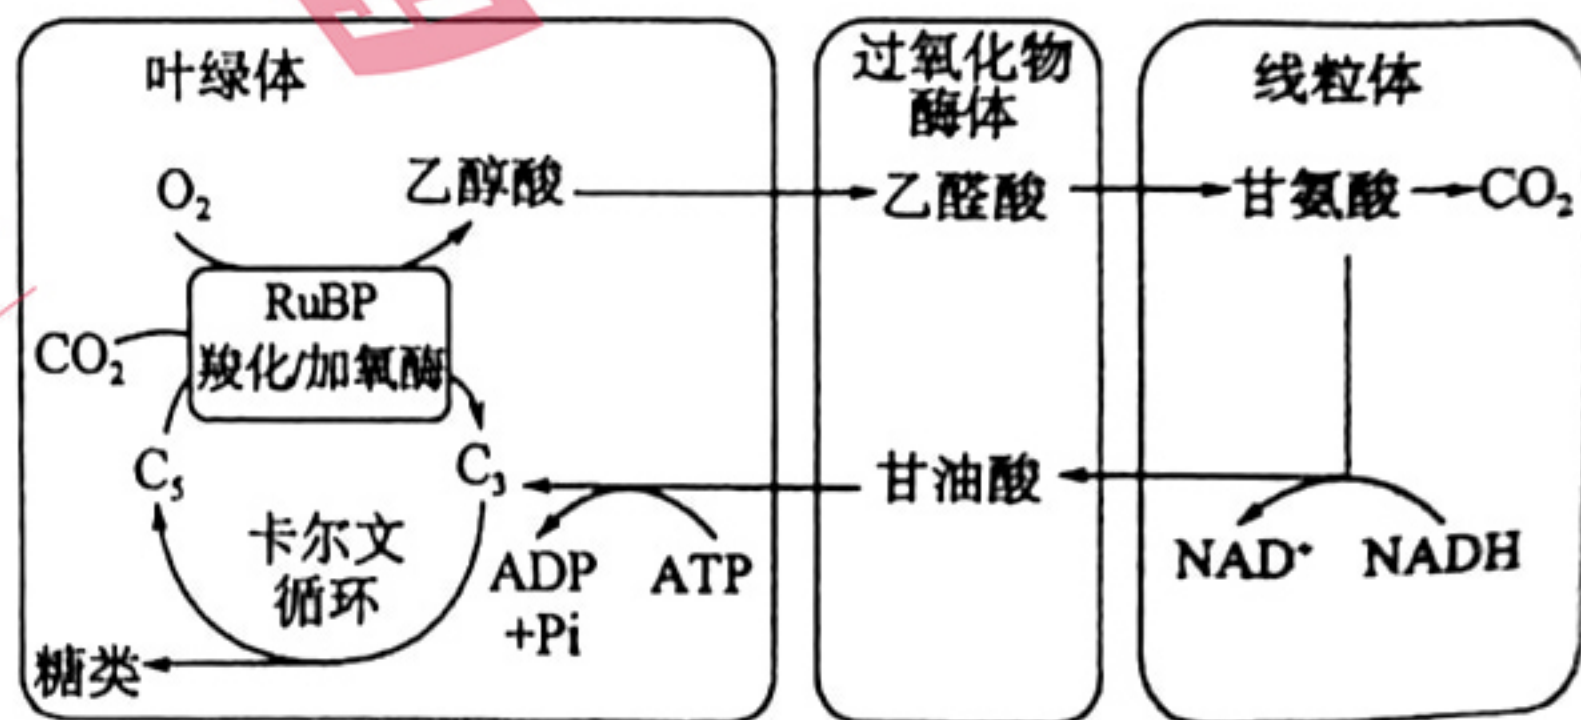 叶绿体
过氧化物
酶体
线粒体
O₂
乙醇酸
乙醛酸
甘氨酸
CO₂
RuBP
羧化/加氧酶
CO₂
C₅
C₃
甘油酸
卡尔文
循环
ADP
+Pi
ATP
NAD⁺
NADH
糖类